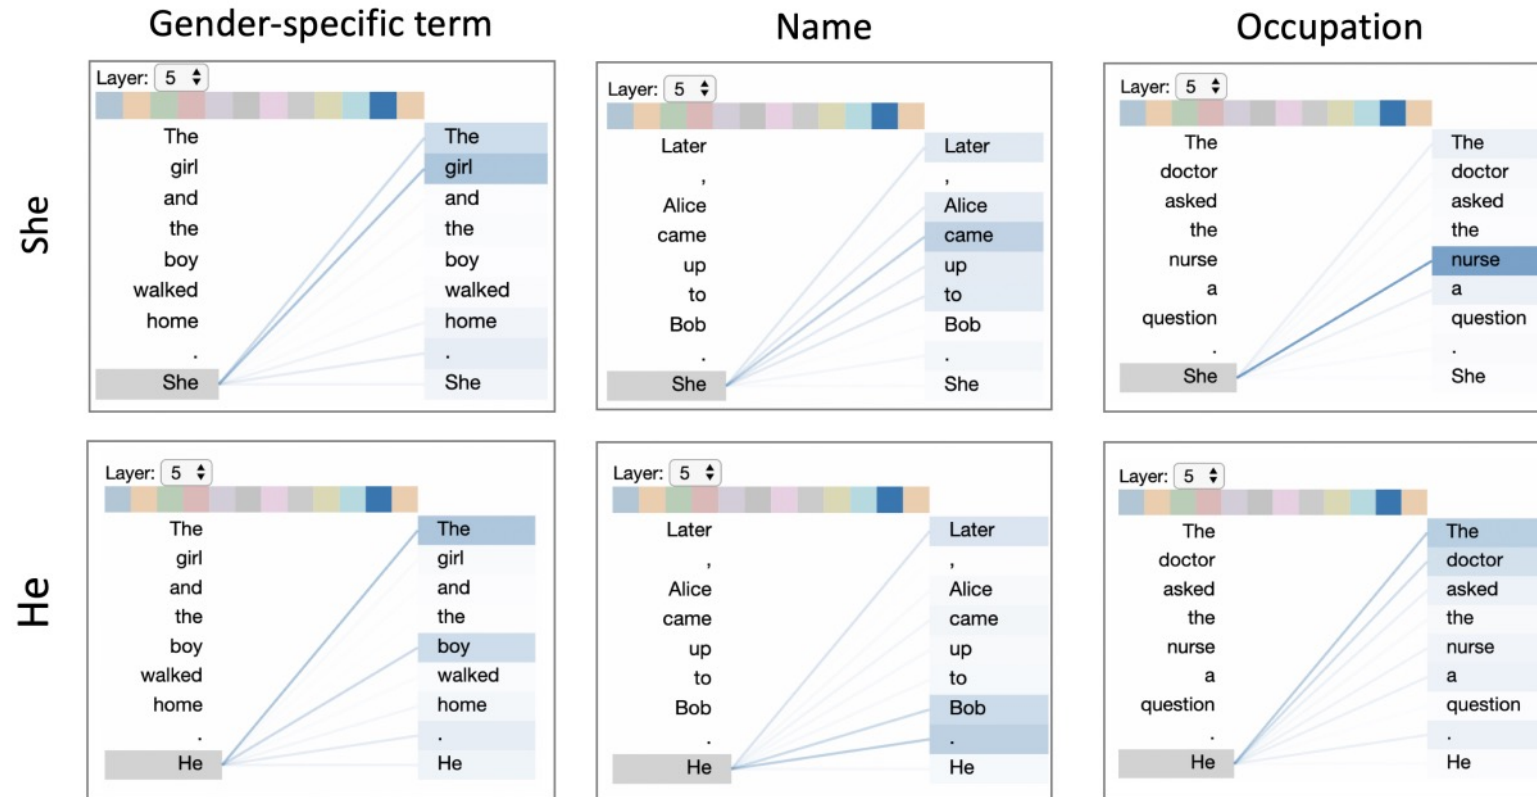 Gender-specific term Name Occupation
She
Layer: 5
The The
girl girl
and and
the the
boy boy
walked walked
home home
. .
She She
Layer: 5
Later Later
, ,
Alice Alice
came came
up up
to to
Bob Bob
. .
She She
Layer: 5
The The
doctor doctor
asked asked
the the
nurse nurse
a a
question question
. .
She She
He
Layer: 5
The The
girl girl
and and
the the
boy boy
walked walked
home home
. .
He He
Layer: 5
Later Later
, ,
Alice Alice
came came
up up
to to
Bob Bob
. .
He He
Layer: 5
The The
doctor doctor
asked asked
the the
nurse nurse
a a
question question
. .
He He